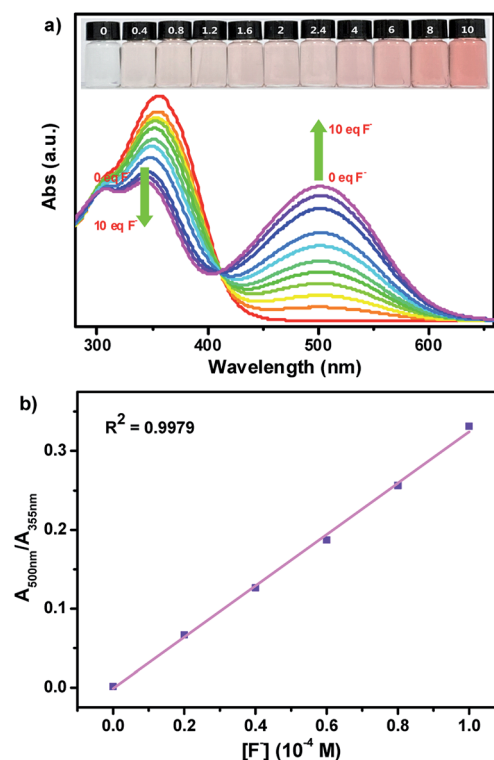 a)
0 0.4 0.8 1.2 1.6 2 2.4 4 6 8 10
10 eq F⁻
0 eq F⁻
0 eq F⁻
10 eq F⁻
Abs (a.u.)
300 400 500 600
Wavelength (nm)
b)
R² = 0.9979
0.3
0.2
0.1
0.0
A500nm/A355nm
0.0 0.2 0.4 0.6 0.8 1.0
[F⁻] (10⁻⁴ M)